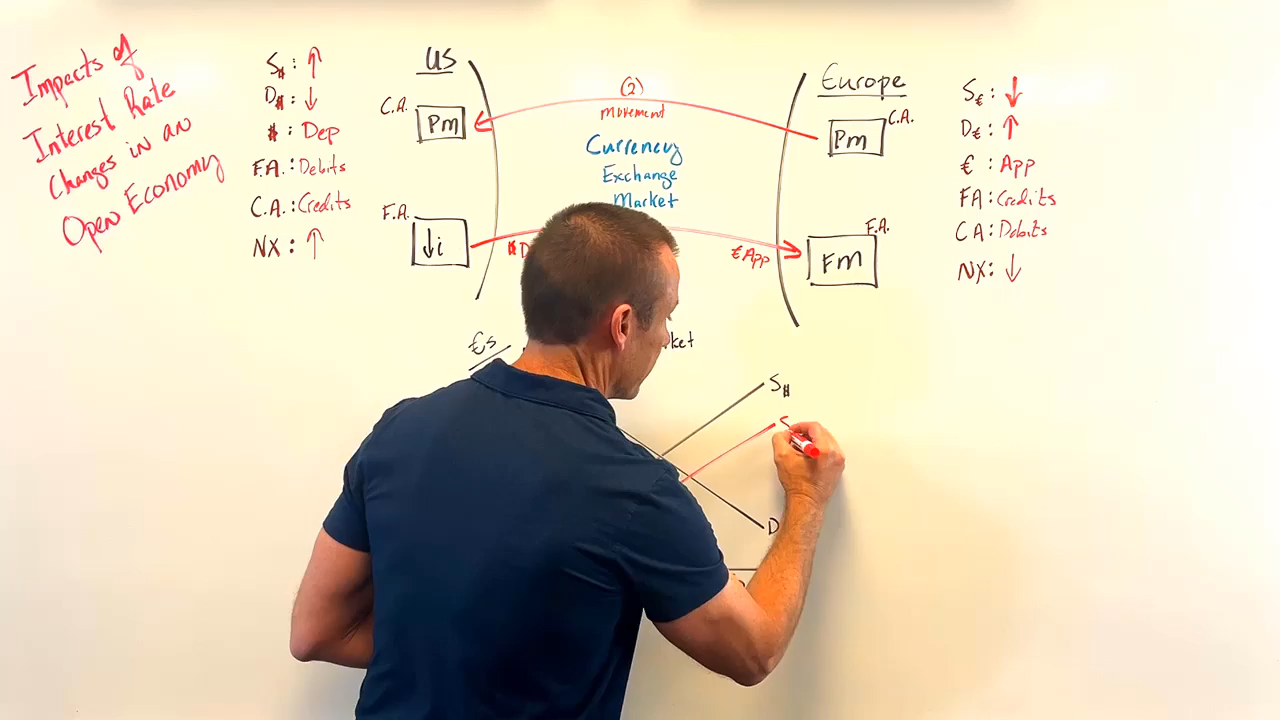 Impacts of
Interest Rate
Changes in an
Open Economy
S$: ↑
D$: ↓
$: Dep
F.A.: Debits
C.A.: Credits
NX: ↑
US
C.A.
Pm
F.A.
↓i
(2)
movement
Currency
Exchange
Market
$D
€App
Europe
C.A.
Pm
F.A.
Fm
S€: ↓
D€: ↑
€: App
FA: Credits
CA: Debits
NX: ↓
€s
ket
S$
S
D